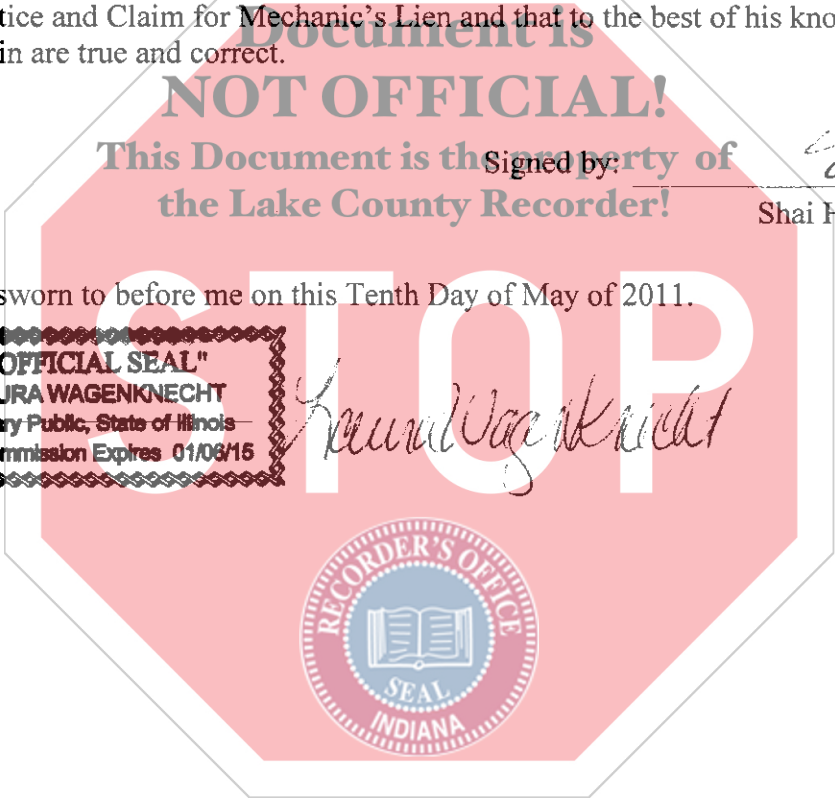 tice and Claim for Mechanic's Lien and that to the best of his kno
in are true and correct.
Document is
NOT OFFICIAL!
This Document is the property of
the Lake County Recorder!
Signed by:
Shai H
sworn to before me on this Tenth Day of May of 2011.
STOP
OFFICIAL SEAL"
URA WAGENKNECHT
ry Public, State of Illinois
mmission Expires 01/06/15
Laura Wagenknecht
RECORDER'S OFFICE
SEAL
INDIANA